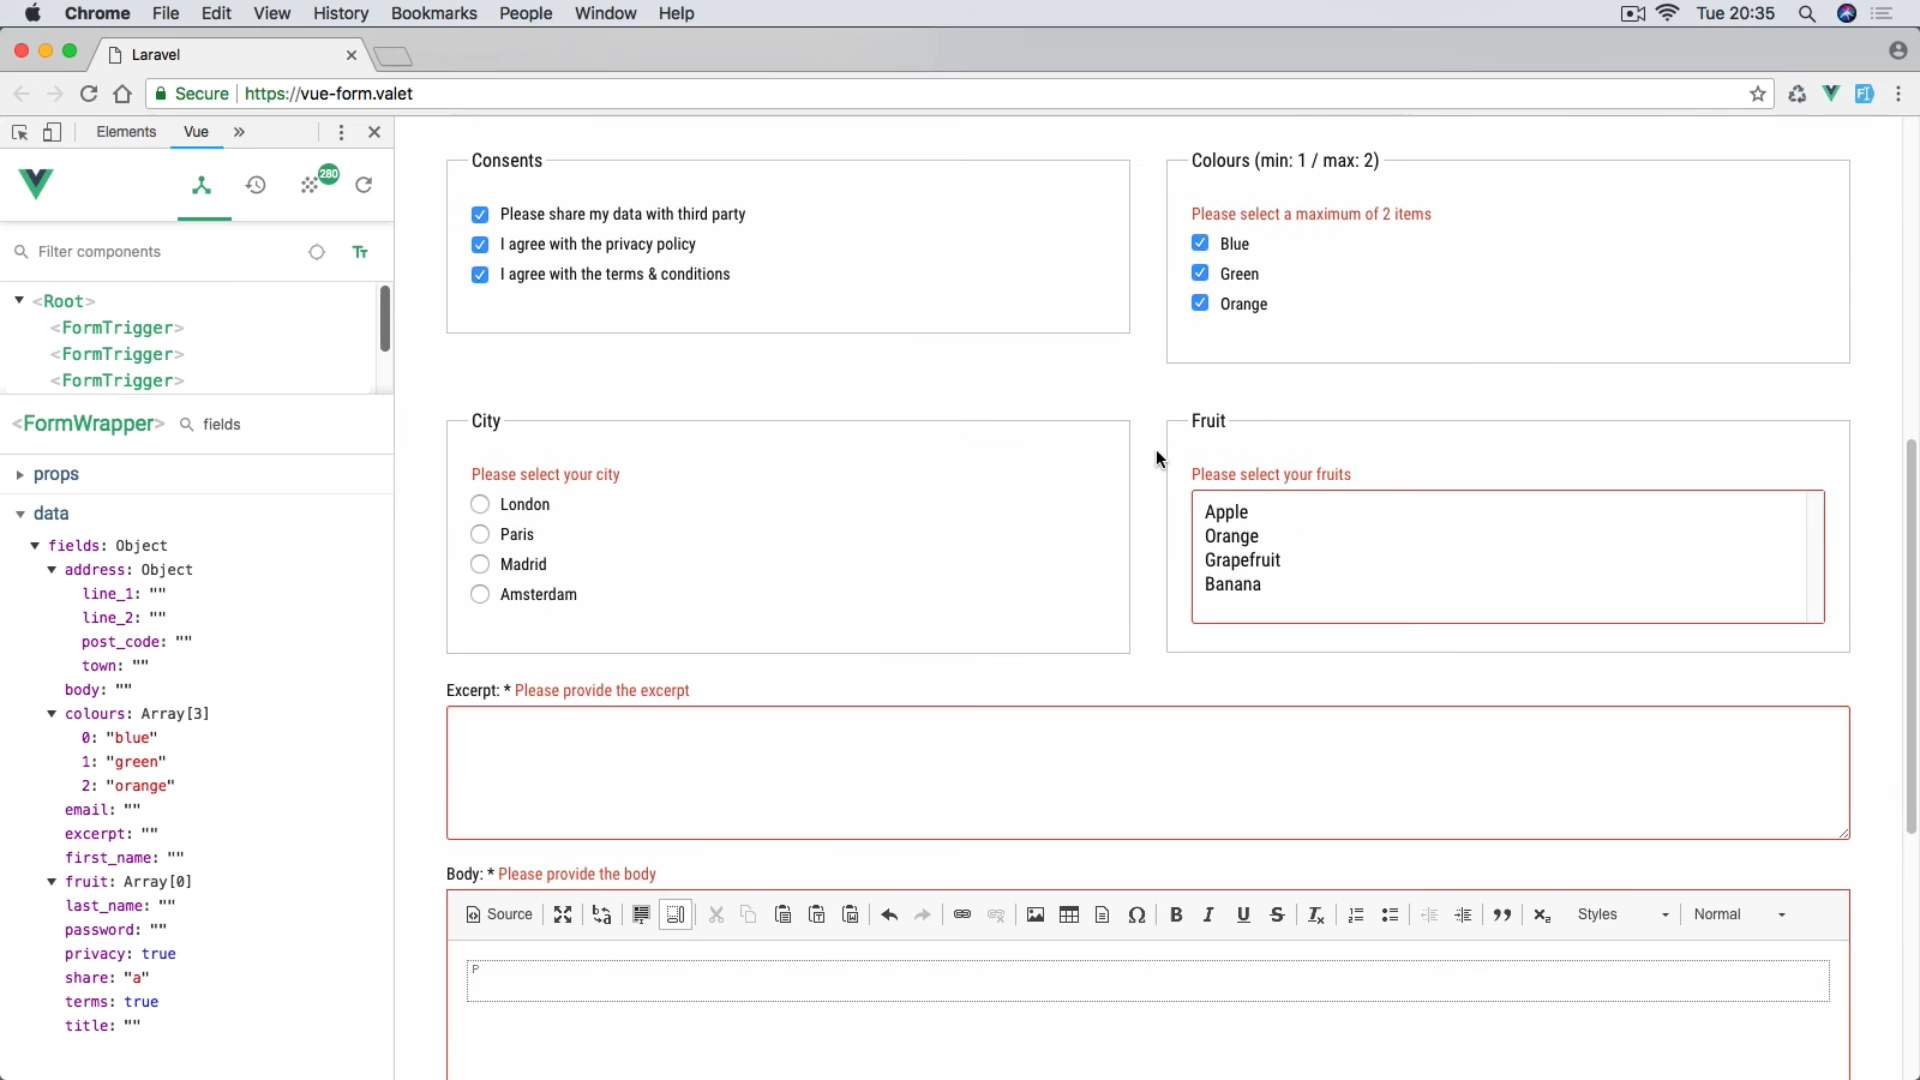 Chrome File Edit View History Bookmarks People Window Help Tue 20:35
Laravel
Secure https://vue-form.valet
Elements Vue »
280
Filter components
<Root>
<FormTrigger>
<FormTrigger>
<FormTrigger>
<FormWrapper> fields
props
data
fields: Object
address: Object
line_1: ""
line_2: ""
post_code: ""
town: ""
body: ""
colours: Array[3]
0: "blue"
1: "green"
2: "orange"
email: ""
excerpt: ""
first_name: ""
fruit: Array[0]
last_name: ""
password: ""
privacy: true
share: "a"
terms: true
title: ""
Consents
Please share my data with third party
I agree with the privacy policy
I agree with the terms & conditions
Colours (min: 1 / max: 2)
Please select a maximum of 2 items
Blue
Green
Orange
City
Please select your city
London
Paris
Madrid
Amsterdam
Fruit
Please select your fruits
Apple
Orange
Grapefruit
Banana
Excerpt: * Please provide the excerpt
Body: * Please provide the body
Source Styles Normal
P